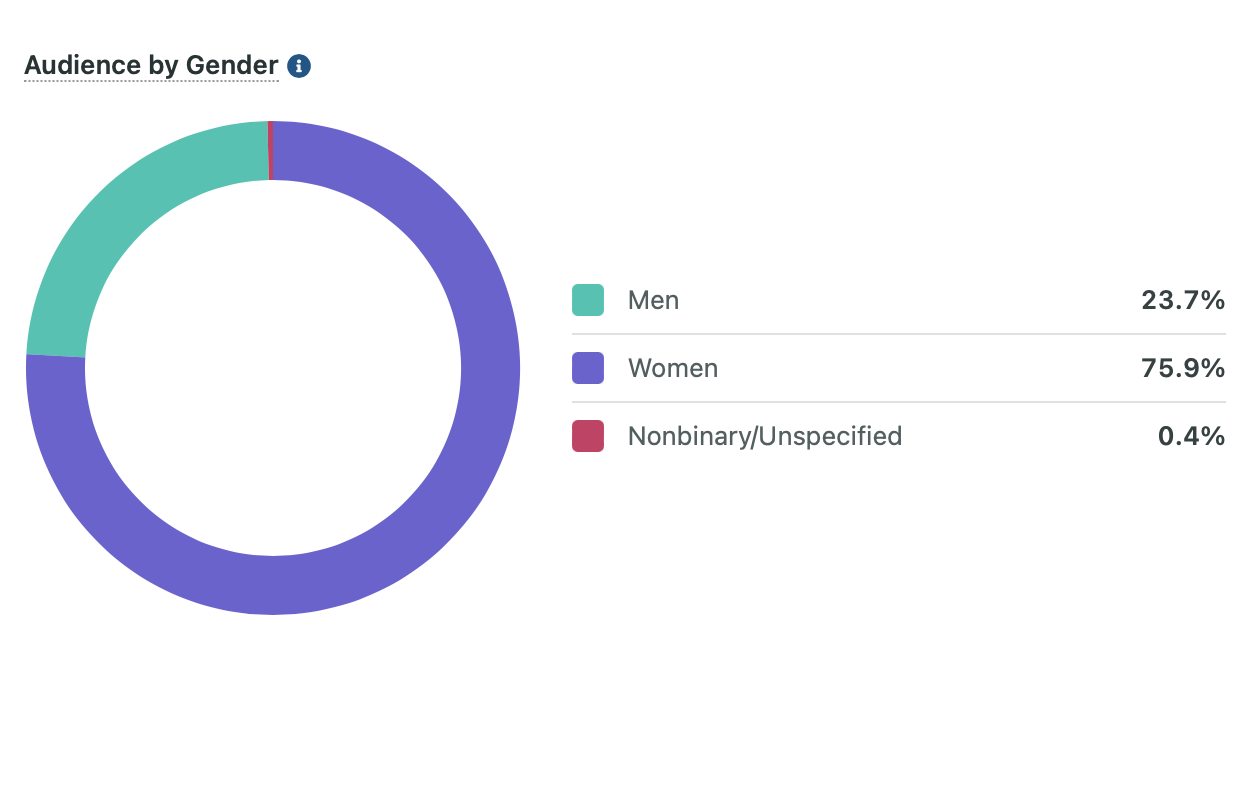 Audience by Gender
Men 23.7%
Women 75.9%
Nonbinary/Unspecified 0.4%